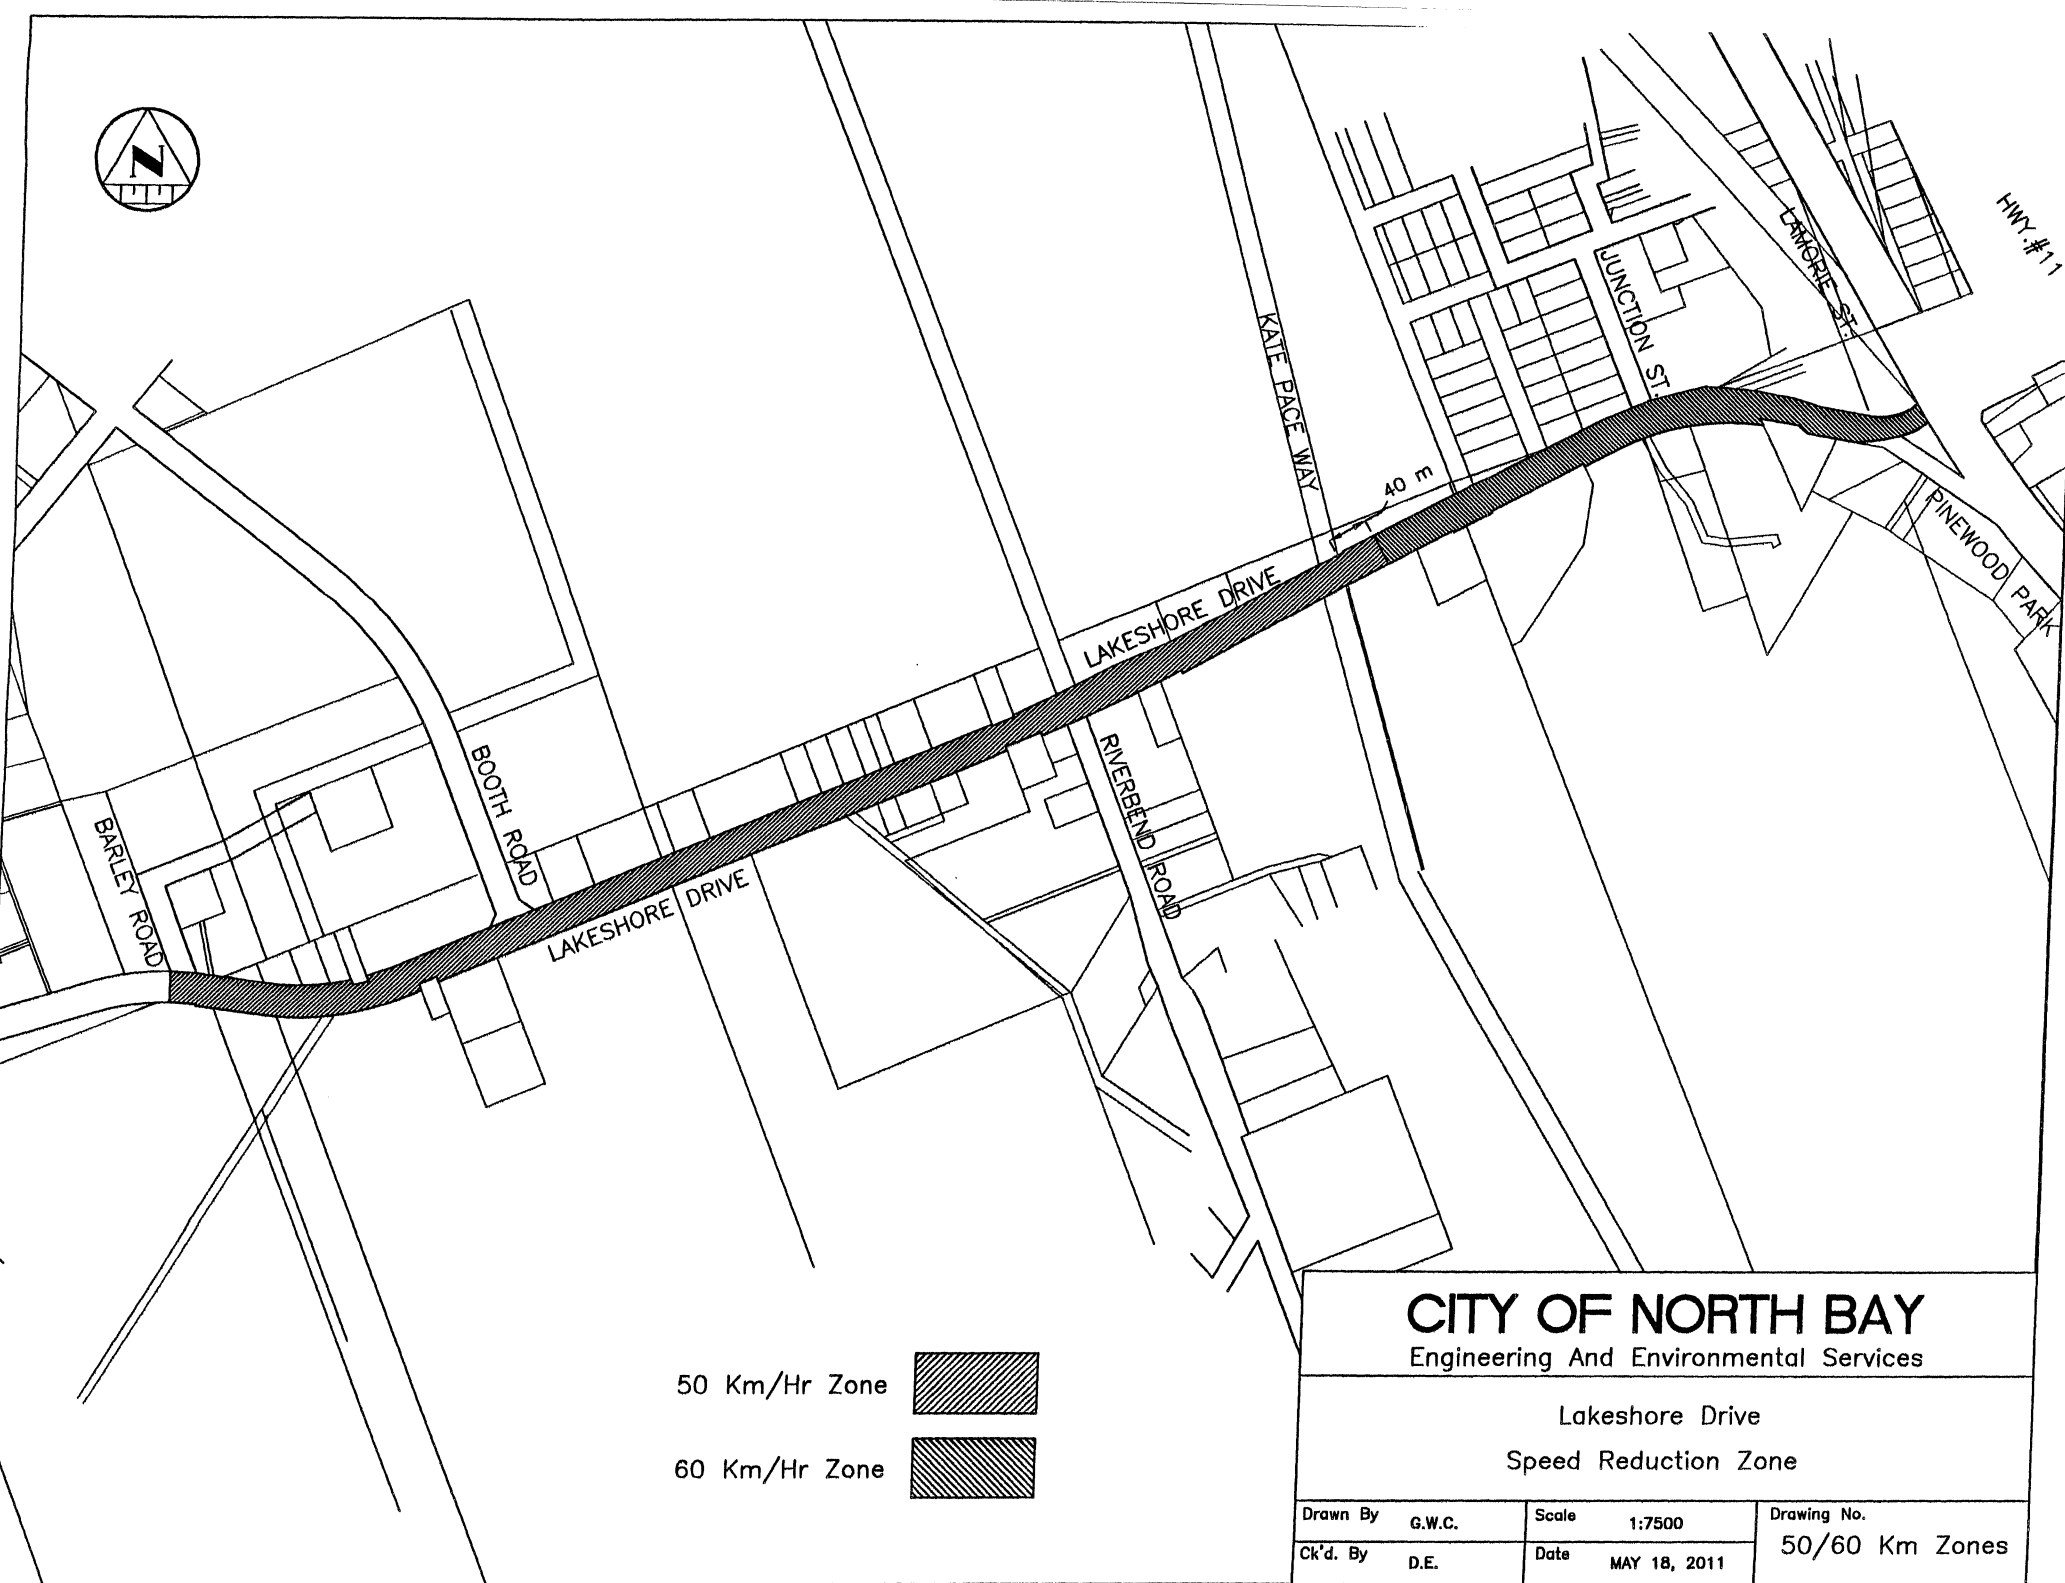 N
HWY.#11
LAMORIE ST.
JUNCTION ST.
KATE PACE WAY
40 m
PINEWOOD PARK
LAKESHORE DRIVE
BOOTH ROAD
RIVERBEND ROAD
BARLEY ROAD
LAKESHORE DRIVE
50 Km/Hr Zone
60 Km/Hr Zone
CITY OF NORTH BAY
Engineering And Environmental Services
Lakeshore Drive
Speed Reduction Zone
Drawn By G.W.C.
Scale 1:7500
Drawing No.
50/60 Km Zones
Ck'd. By D.E.
Date MAY 18, 2011